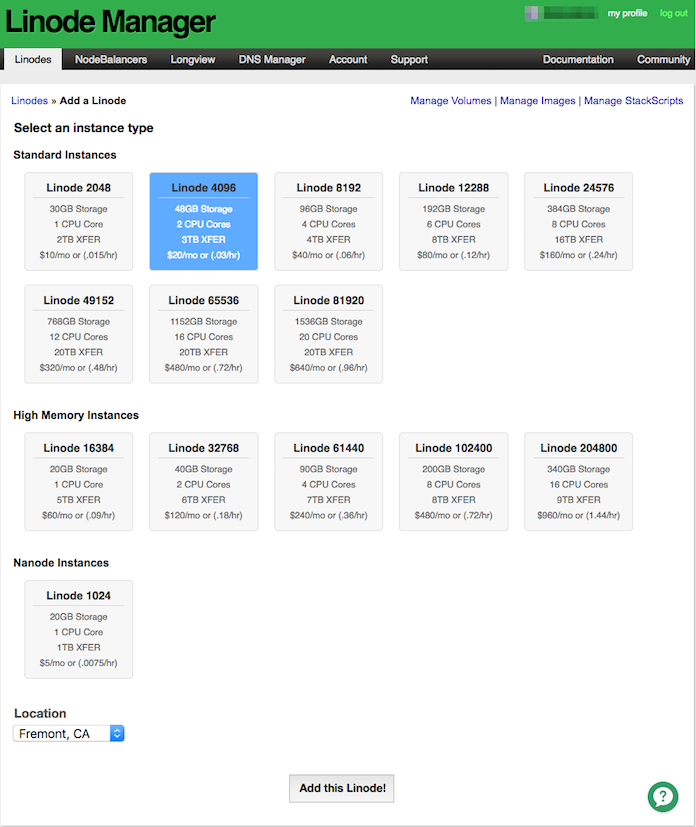 Linode Manager
my profile log out
Linodes NodeBalancers Longview DNS Manager Account Support Documentation Community
Linodes » Add a Linode
Manage Volumes | Manage Images | Manage StackScripts
Select an instance type
Standard Instances
Linode 2048
30GB Storage
1 CPU Core
2TB XFER
$10/mo or (.015/hr)
Linode 4096
48GB Storage
2 CPU Cores
3TB XFER
$20/mo or (.03/hr)
Linode 8192
96GB Storage
4 CPU Cores
4TB XFER
$40/mo or (.06/hr)
Linode 12288
192GB Storage
6 CPU Cores
8TB XFER
$80/mo or (.12/hr)
Linode 24576
384GB Storage
8 CPU Cores
16TB XFER
$160/mo or (.24/hr)
Linode 49152
768GB Storage
12 CPU Cores
20TB XFER
$320/mo or (.48/hr)
Linode 65536
1152GB Storage
16 CPU Cores
20TB XFER
$480/mo or (.72/hr)
Linode 81920
1536GB Storage
20 CPU Cores
20TB XFER
$640/mo or (.96/hr)
High Memory Instances
Linode 16384
20GB Storage
1 CPU Core
5TB XFER
$60/mo or (.09/hr)
Linode 32768
40GB Storage
2 CPU Cores
6TB XFER
$120/mo or (.18/hr)
Linode 61440
90GB Storage
4 CPU Cores
7TB XFER
$240/mo or (.36/hr)
Linode 102400
200GB Storage
8 CPU Cores
8TB XFER
$480/mo or (.72/hr)
Linode 204800
340GB Storage
16 CPU Cores
9TB XFER
$960/mo or (1.44/hr)
Nanode Instances
Linode 1024
20GB Storage
1 CPU Core
1TB XFER
$5/mo or (.0075/hr)
Location
Fremont, CA
Add this Linode!
?